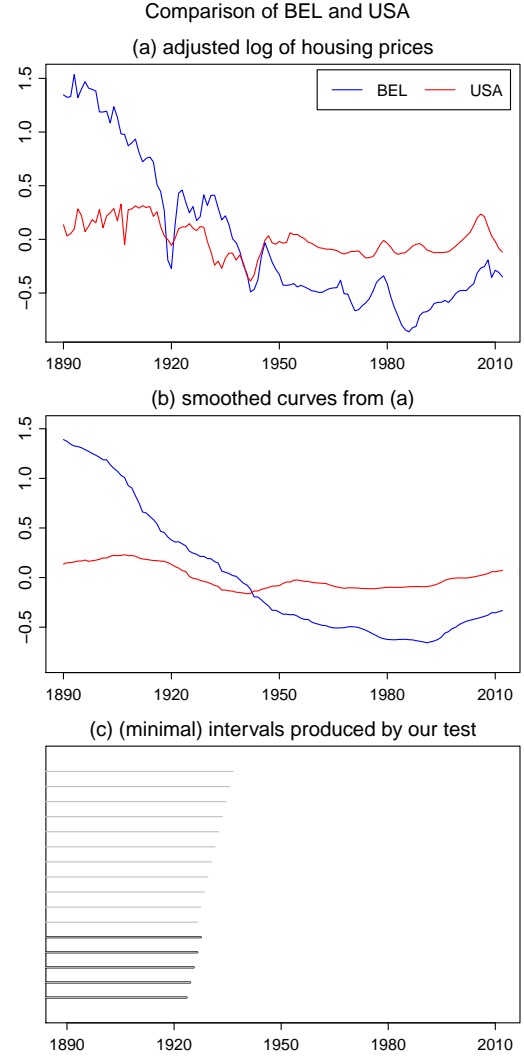 Comparison of BEL and USA
(a) adjusted log of housing prices
BEL USA
1.5
1.0
0.5
0.0
−0.5
1890 1920 1950 1980 2010
(b) smoothed curves from (a)
1.5
1.0
0.5
0.0
−0.5
1890 1920 1950 1980 2010
(c) (minimal) intervals produced by our test
1890 1920 1950 1980 2010